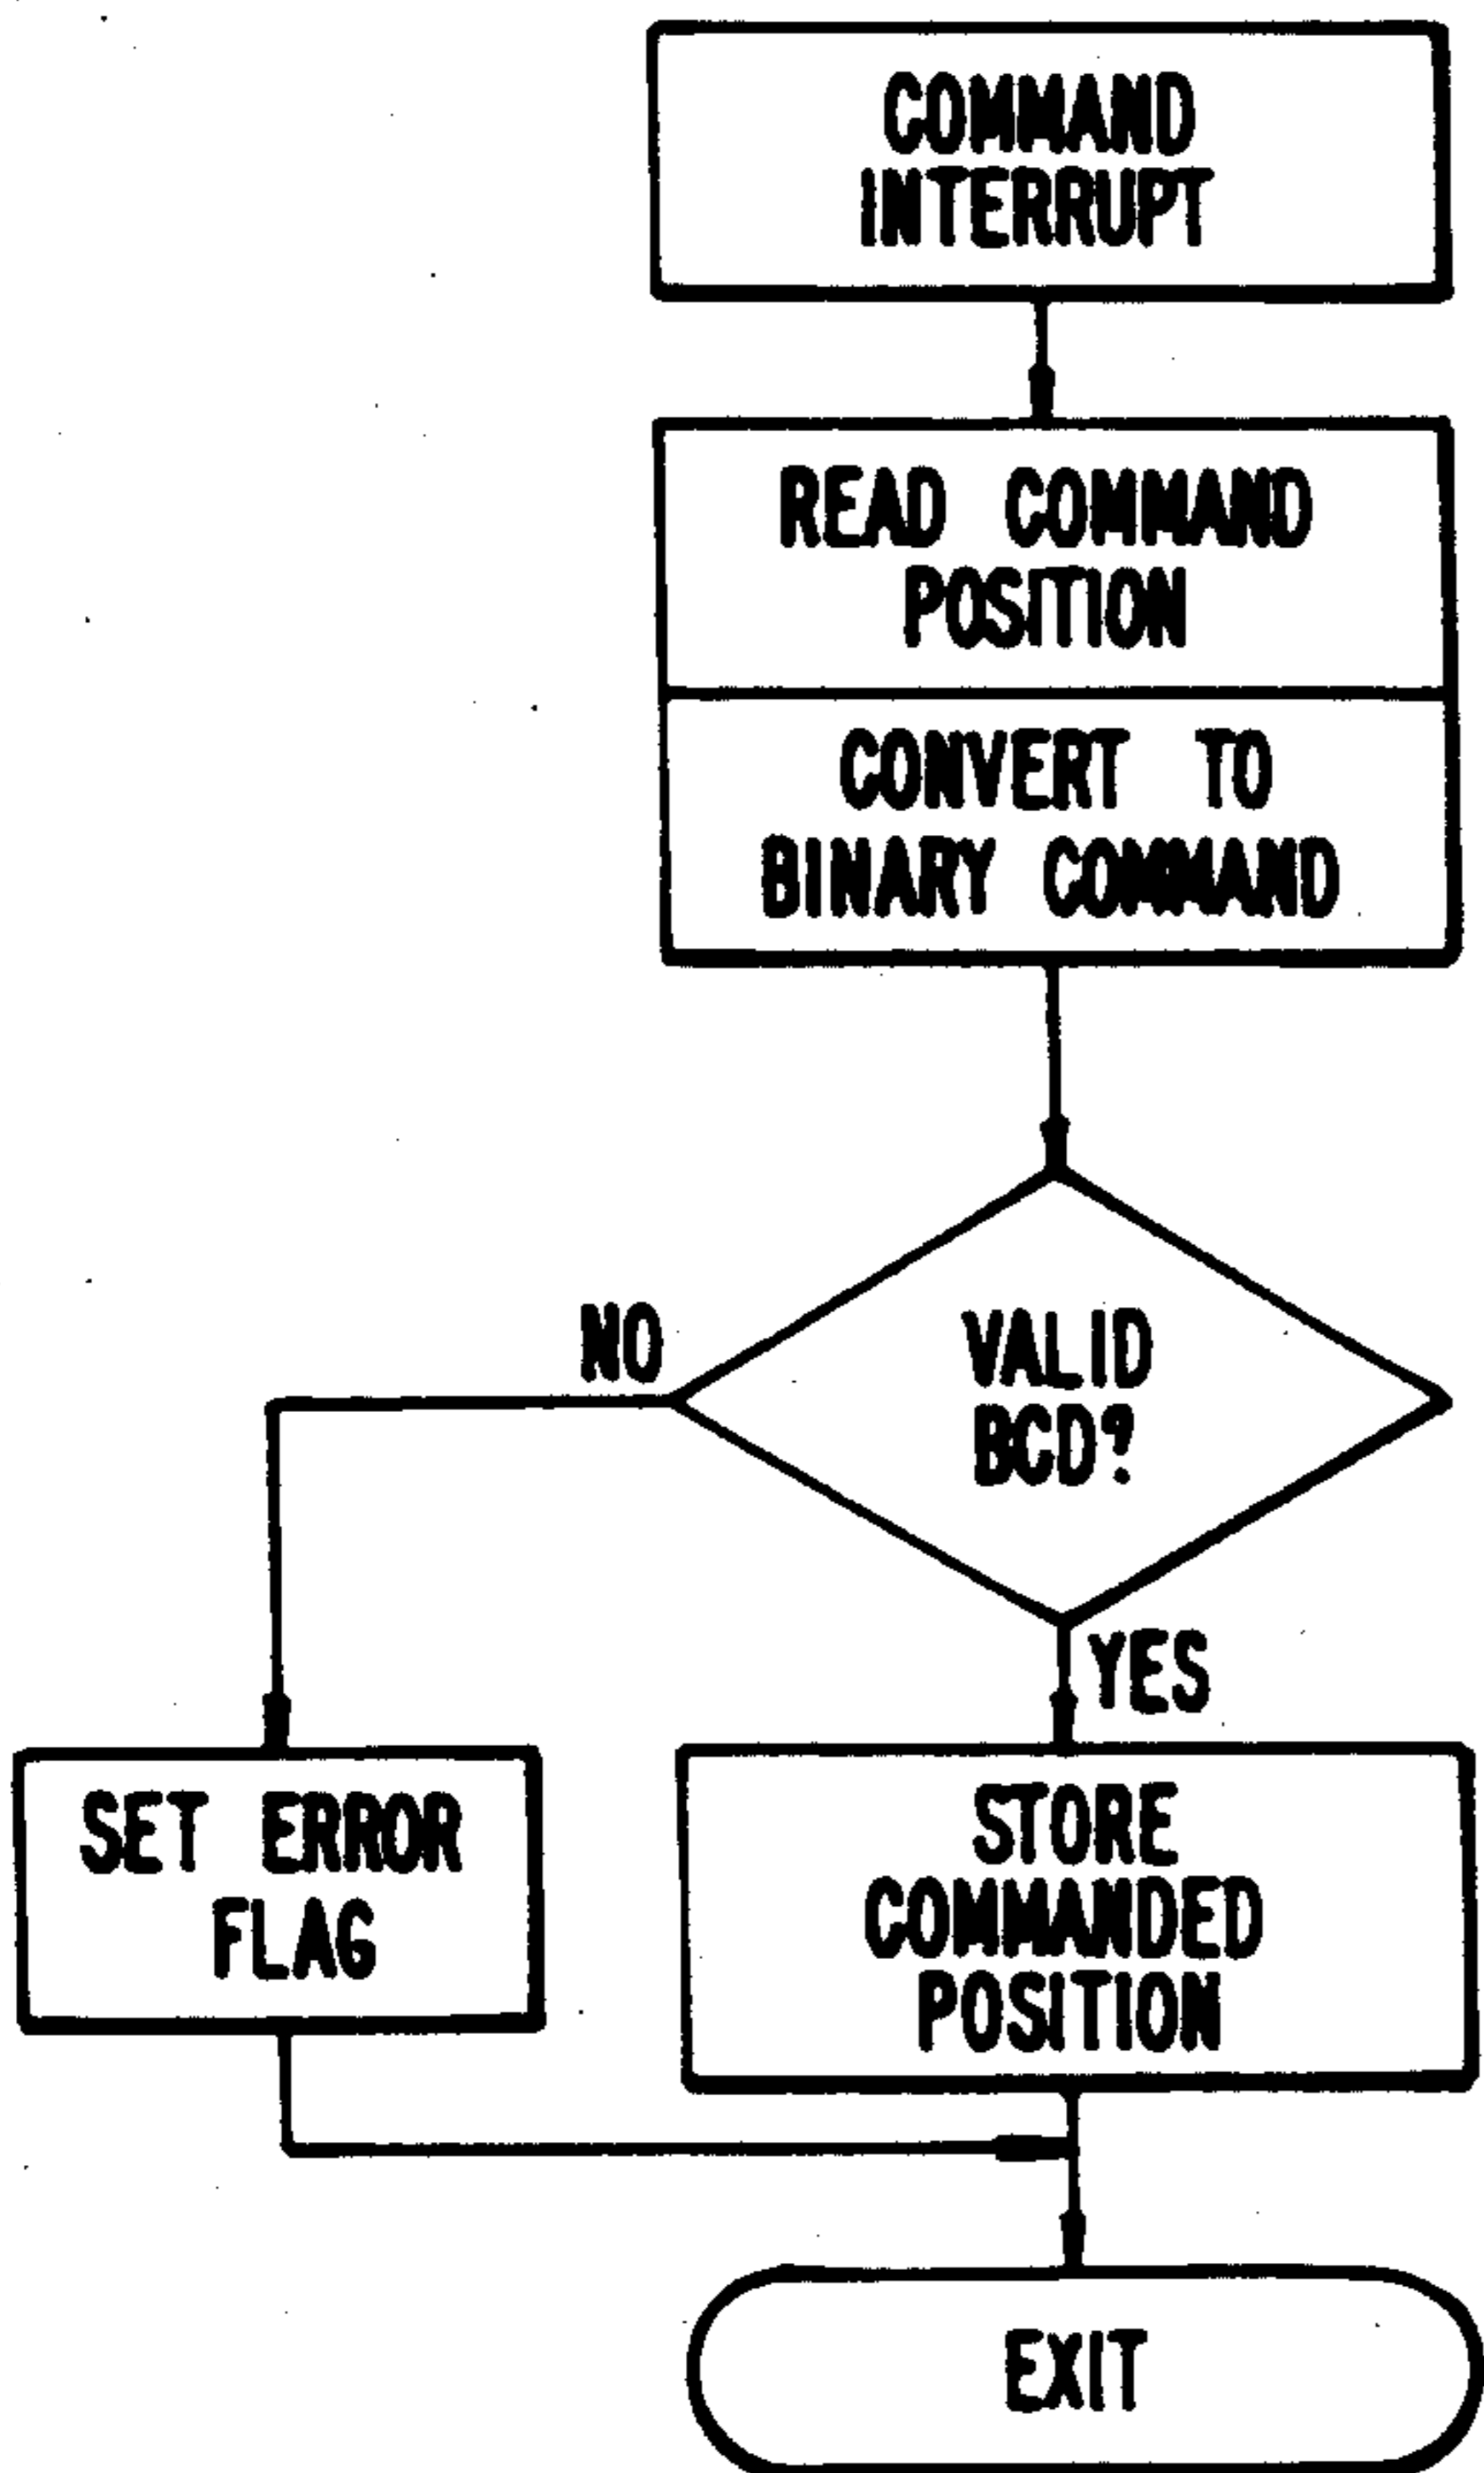 COMMAND
INTERRUPT
READ COMMAND
POSITION
CONVERT TO
BINARY COMMAND
VALID
BCD?
NO
YES
SET ERROR
FLAG
STORE
COMMANDED
POSITION
EXIT